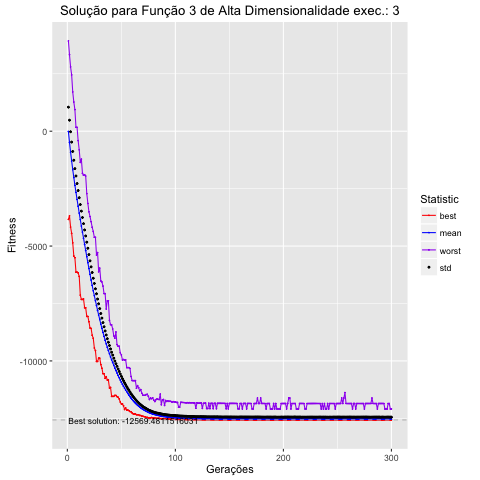 Solução para Função 3 de Alta Dimensionalidade exec.: 3
Fitness
0
-5000
-10000
Best solution: -12569.4811516031
0
100
200
300
Gerações
Statistic
best
mean
worst
std